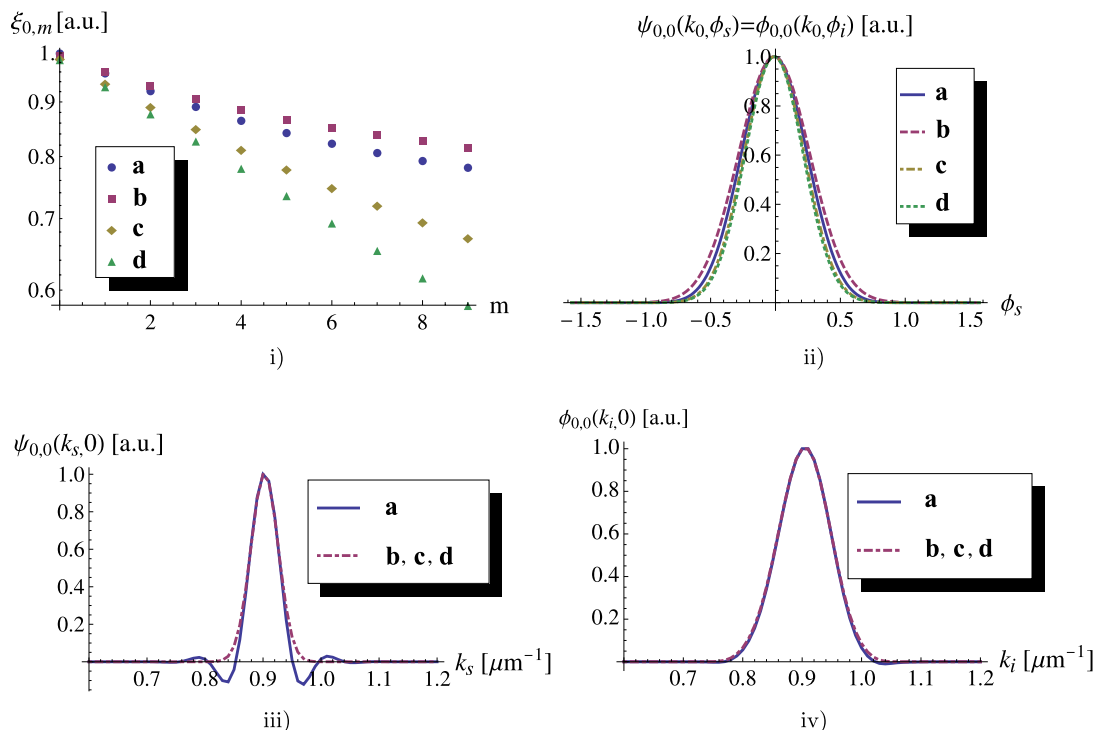 ξ0,m [a.u.]
1.
0.9
0.8
0.7
0.6
a
b
c
d
2 4 6 8 m
i)
ψ0,0(k0,ϕs)=ϕ0,0(k0,ϕi) [a.u.]
1.0
0.8
0.6
0.4
0.2
a
b
c
d
−1.5 −1.0 −0.5 0.5 1.0 1.5 ϕs
ii)
ψ0,0(ks,0) [a.u.]
1.0
0.8
0.6
0.4
0.2
a
b, c, d
0.7 0.8 0.9 1.0 1.1 1.2 ks [μm−1]
iii)
ϕ0,0(ki,0) [a.u.]
1.0
0.8
0.6
0.4
0.2
a
b, c, d
0.7 0.8 0.9 1.0 1.1 1.2 ki [μm−1]
iv)